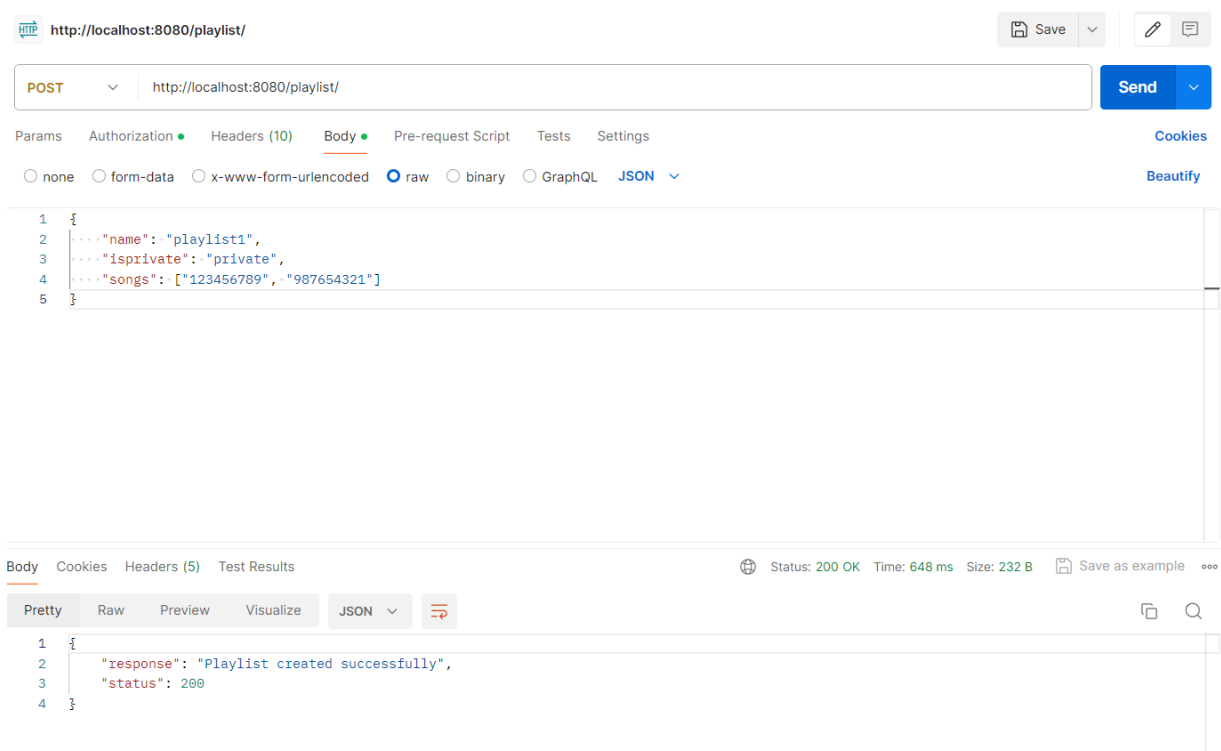 HTTP http://localhost:8080/playlist/ Save
POST http://localhost:8080/playlist/ Send
Params Authorization Headers (10) Body Pre-request Script Tests Settings Cookies
none form-data x-www-form-urlencoded raw binary GraphQL JSON Beautify
1 {
2 "name": "playlist1",
3 "isprivate": "private",
4 "songs": ["123456789", "987654321"]
5 }
Body Cookies Headers (5) Test Results Status: 200 OK Time: 648 ms Size: 232 B Save as example
Pretty Raw Preview Visualize JSON
1 {
2 "response": "Playlist created successfully",
3 "status": 200
4 }